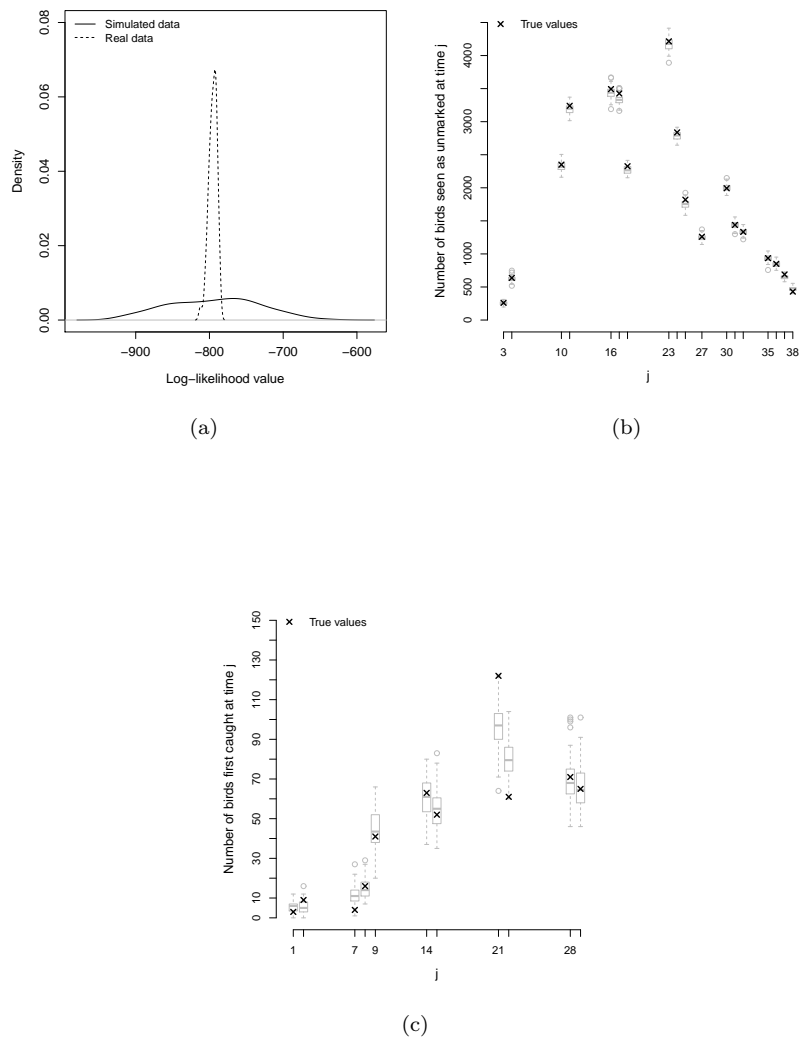 Simulated data
Real data
Density
0.00
0.02
0.04
0.06
0.08
−900
−800
−700
−600
Log−likelihood value
(a)
True values
Number of birds seen as unmarked at time j
0
500
1000
2000
3000
4000
3
10
16
23
27
30
35
38
j
(b)
True values
Number of birds first caught at time j
0
10
30
50
70
90
110
130
150
1
7
9
14
21
28
j
(c)